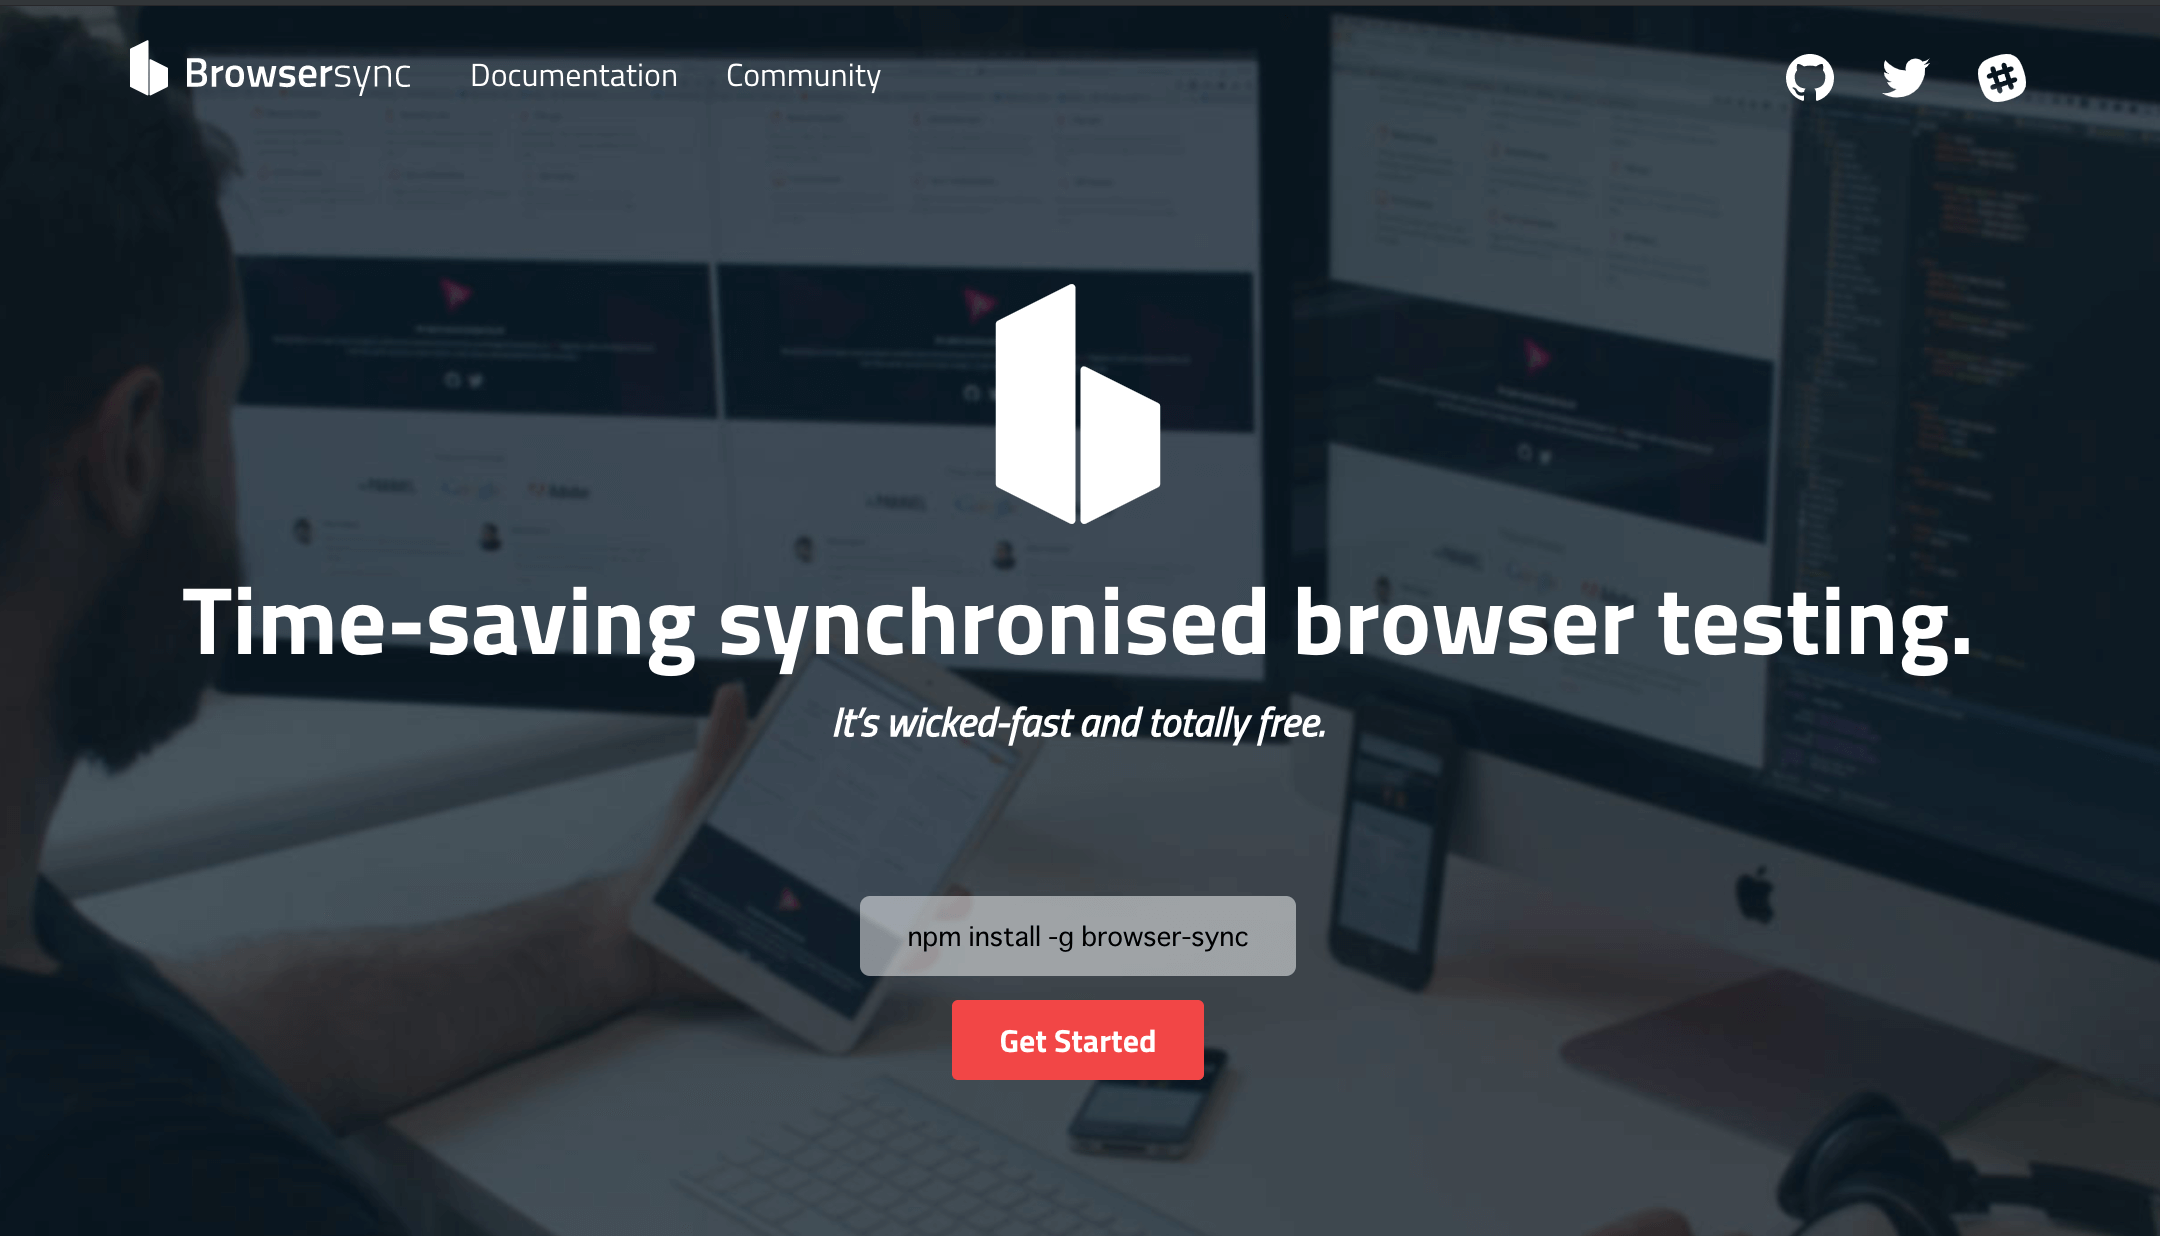 Browsersync
Documentation
Community
Time-saving synchronised browser testing.
It's wicked-fast and totally free.
npm install -g browser-sync
Get Started